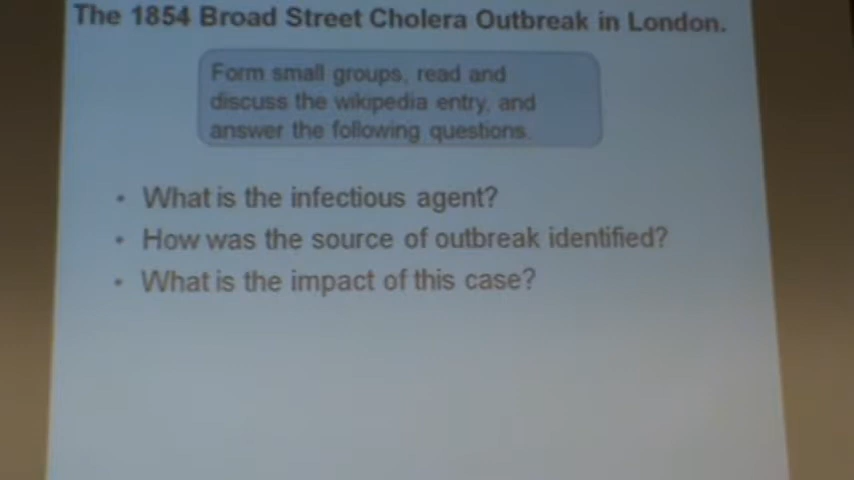 The 1854 Broad Street Cholera Outbreak in London.
Form small groups, read and
discuss the wikipedia entry, and
answer the following questions.
• What is the infectious agent?
• How was the source of outbreak identified?
• What is the impact of this case?